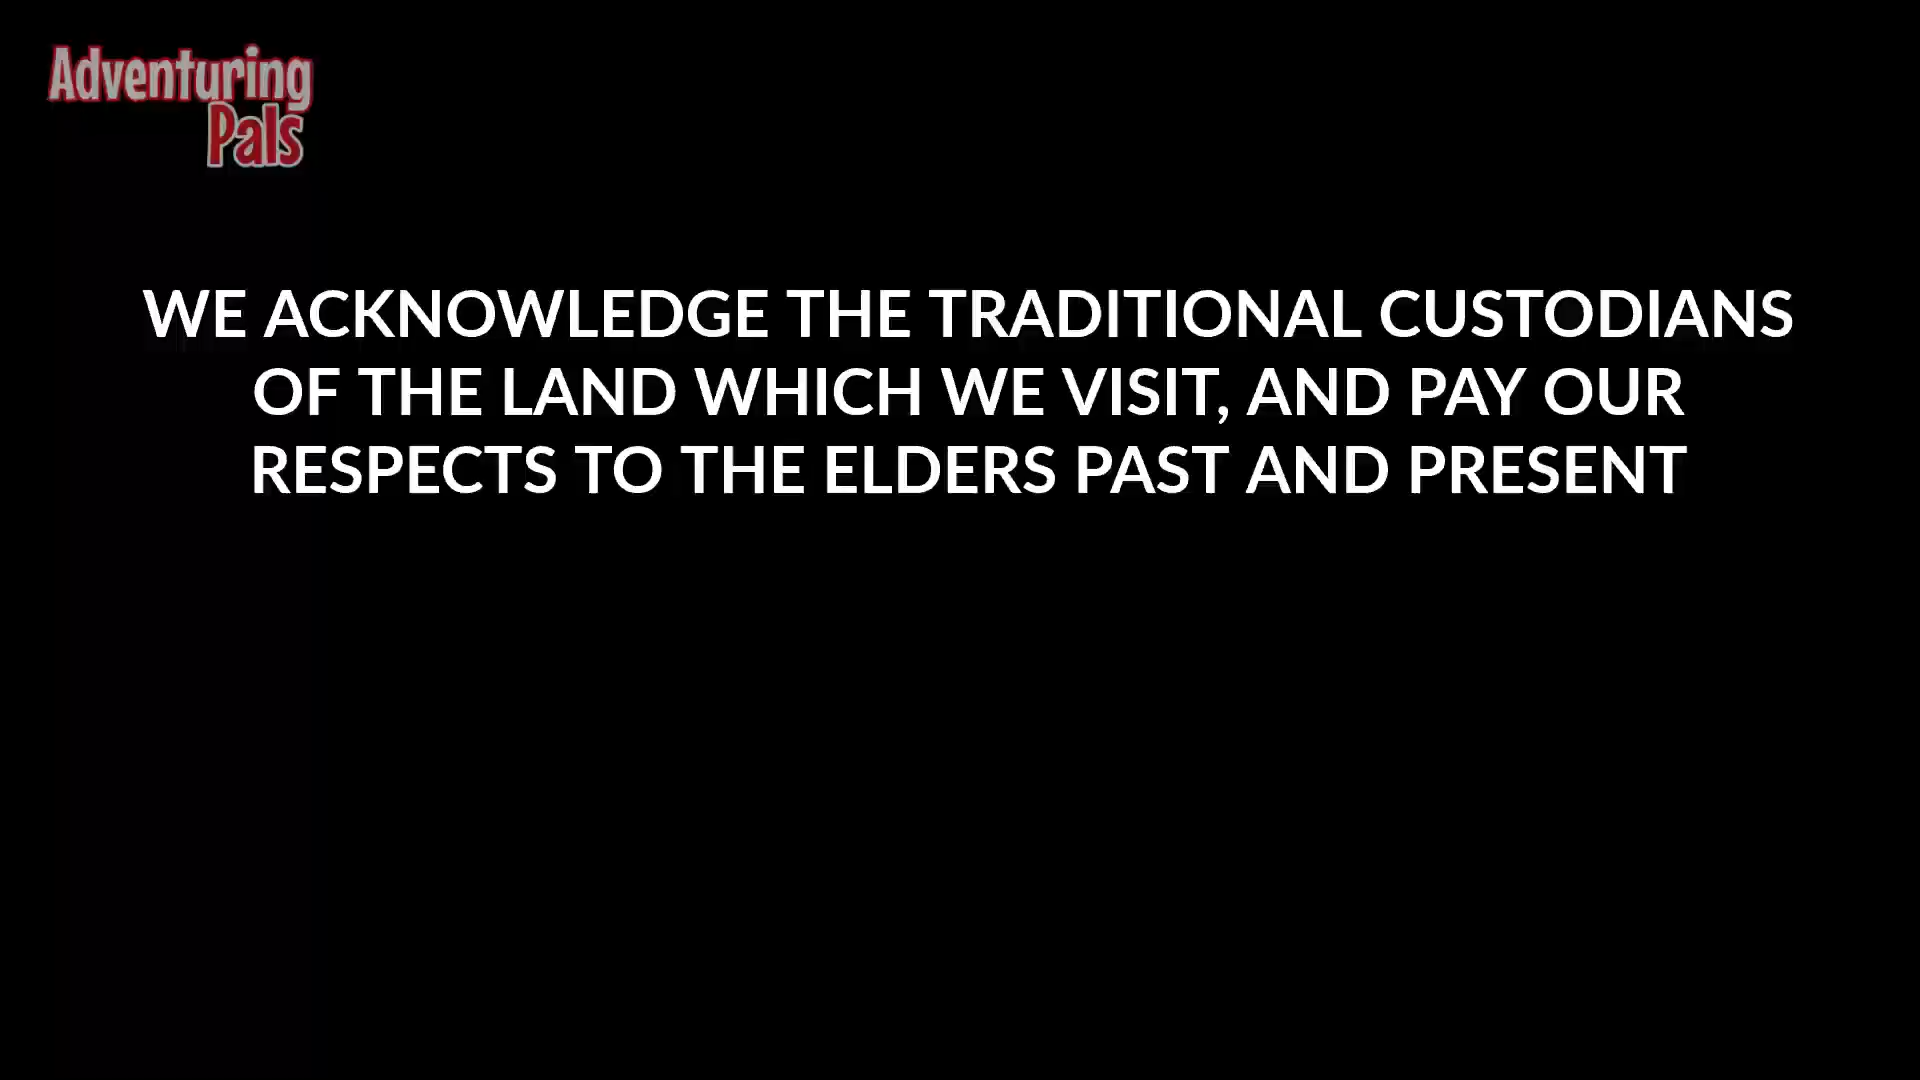 Adventuring
Pals
WE ACKNOWLEDGE THE TRADITIONAL CUSTODIANS
OF THE LAND WHICH WE VISIT, AND PAY OUR
RESPECTS TO THE ELDERS PAST AND PRESENT